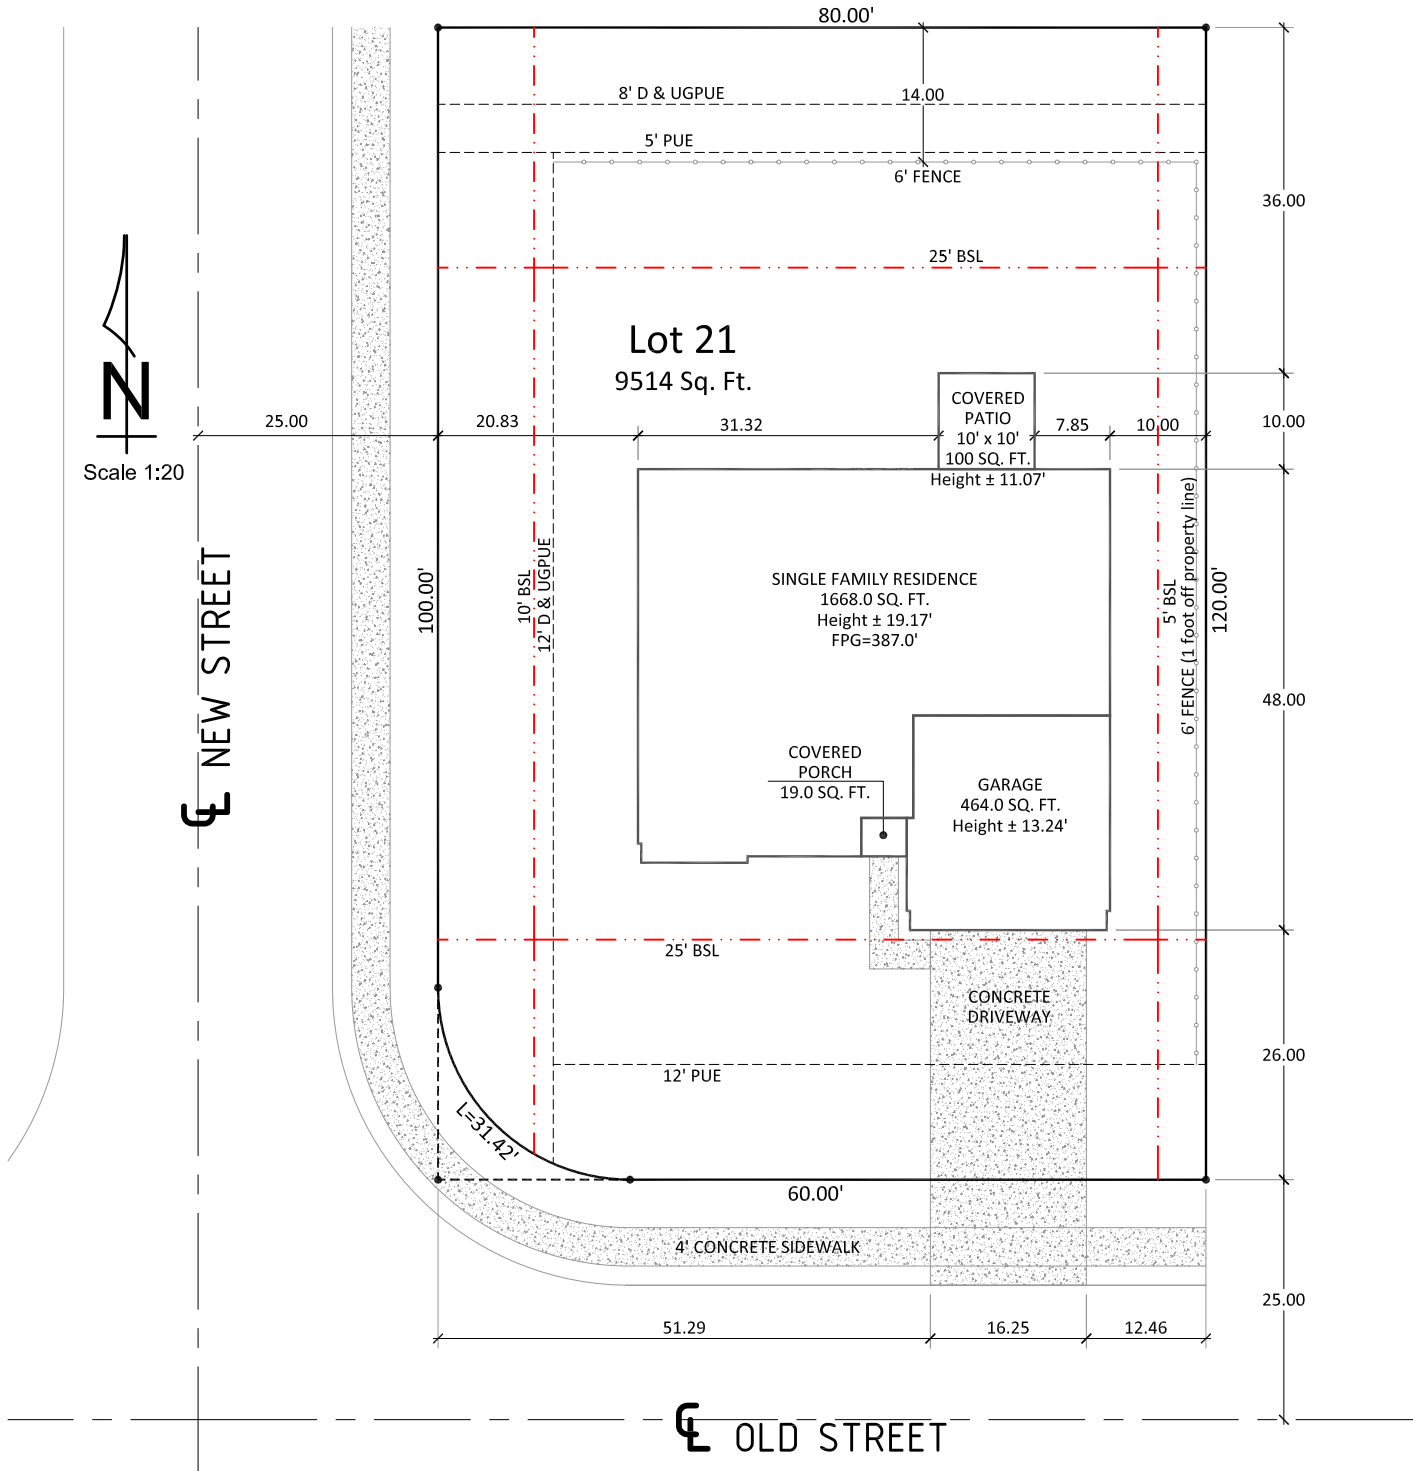 80.00'
8' D & UGPUE
14.00
5' PUE
6' FENCE
36.00
25' BSL
Lot 21
9514 Sq. Ft.
N
Scale 1:20
25.00
20.83
31.32
COVERED
PATIO
10' x 10'
100 SQ. FT.
Height ± 11.07'
7.85
10.00
10.00
NEW STREET
100.00'
10' BSL
12' D & UGPUE
SINGLE FAMILY RESIDENCE
1668.0 SQ. FT.
Height ± 19.17'
FPG=387.0'
5' BSL
6' FENCE (1 foot off property line)
120.00'
48.00
COVERED
PORCH
19.0 SQ. FT.
GARAGE
464.0 SQ. FT.
Height ± 13.24'
25' BSL
CONCRETE
DRIVEWAY
26.00
12' PUE
L=31.42'
60.00'
4' CONCRETE SIDEWALK
25.00
51.29
16.25
12.46
CL
CL OLD STREET